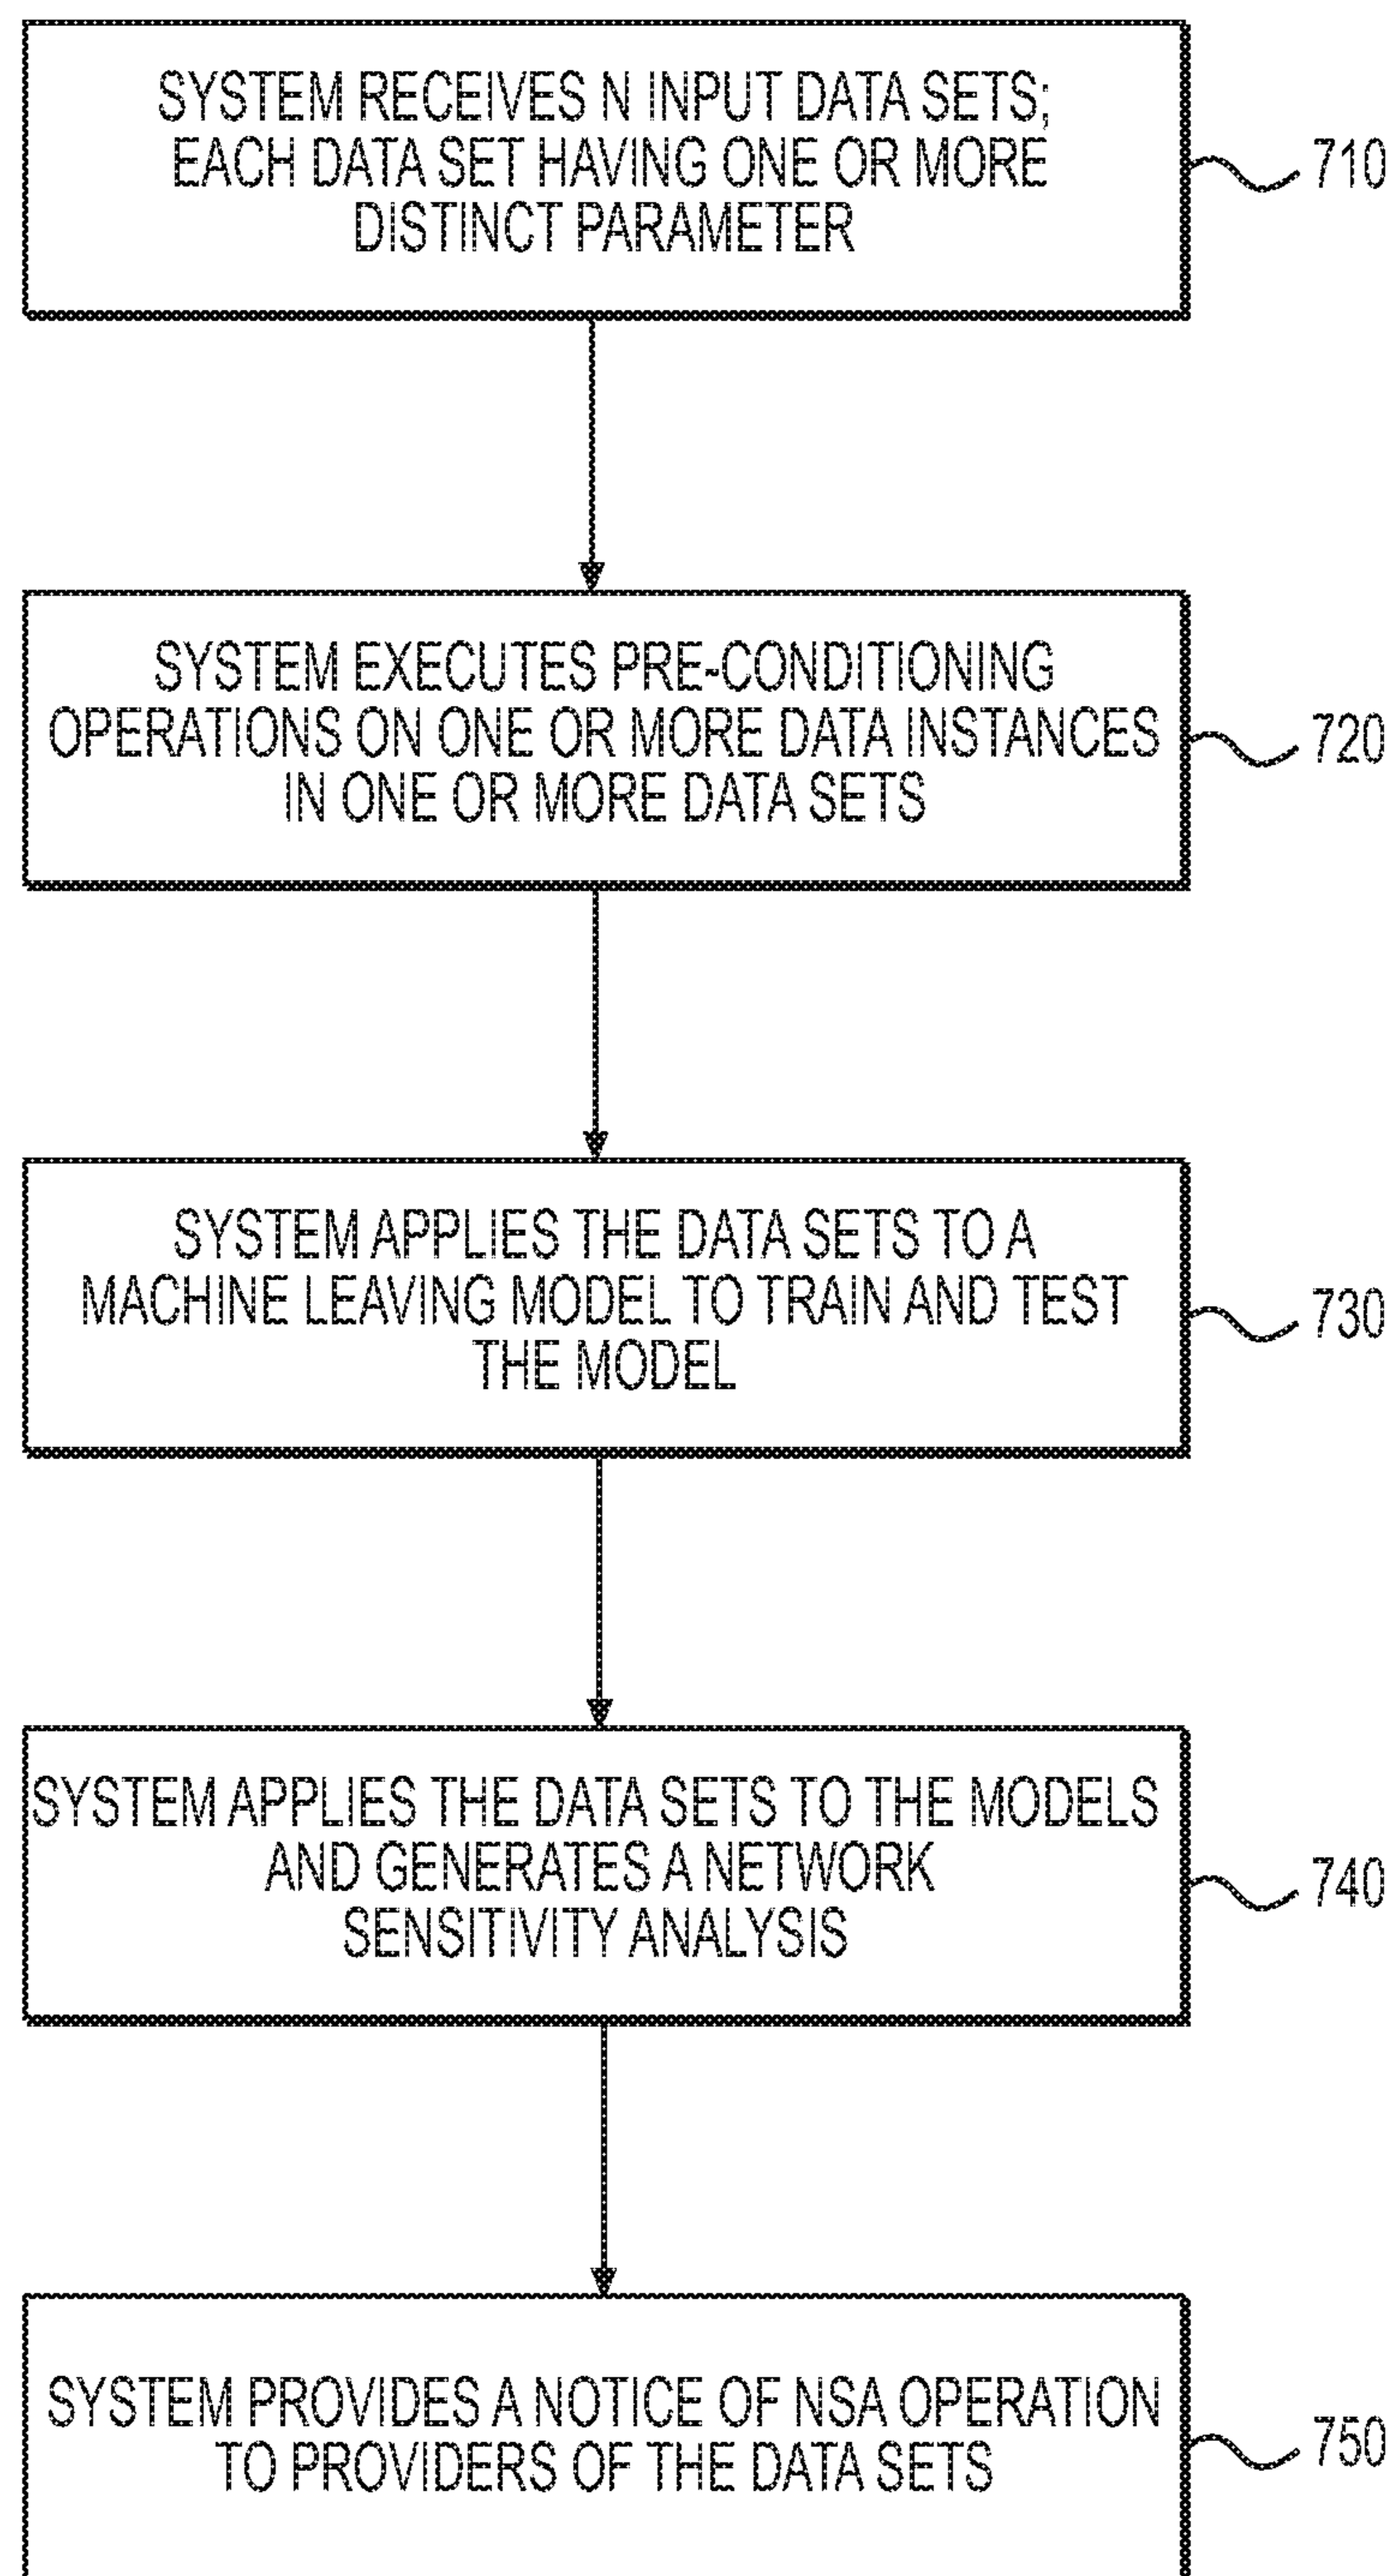 SYSTEM RECEIVES N INPUT DATA SETS;
EACH DATA SET HAVING ONE OR MORE
DISTINCT PARAMETER
710
SYSTEM EXECUTES PRE-CONDITIONING
OPERATIONS ON ONE OR MORE DATA INSTANCES
IN ONE OR MORE DATA SETS
720
SYSTEM APPLIES THE DATA SETS TO A
MACHINE LEAVING MODEL TO TRAIN AND TEST
THE MODEL
730
SYSTEM APPLIES THE DATA SETS TO THE MODELS
AND GENERATES A NETWORK
SENSITIVITY ANALYSIS
740
SYSTEM PROVIDES A NOTICE OF NSA OPERATION
TO PROVIDERS OF THE DATA SETS
750